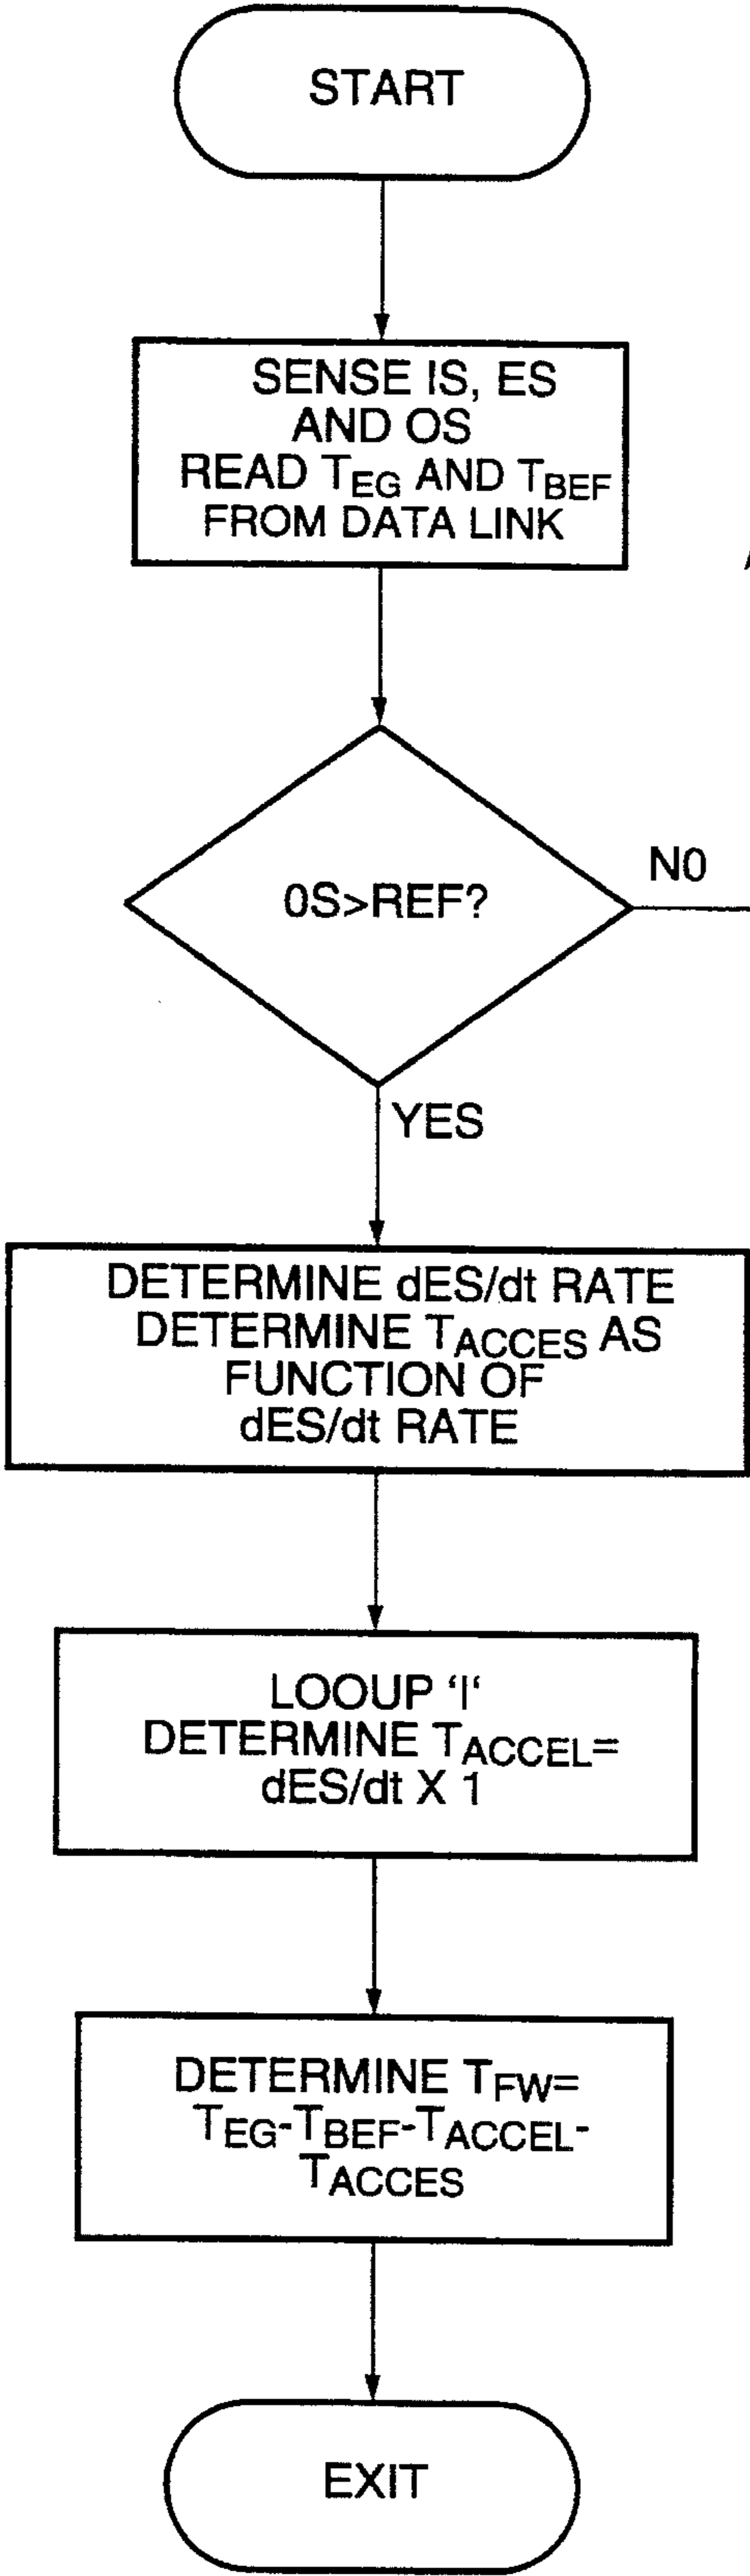 START
SENSE IS, ES
AND OS
READ TEG AND TBEF
FROM DATA LINK
0S>REF?
N0
YES
DETERMINE dES/dt RATE
DETERMINE TACCES AS
FUNCTION OF
dES/dt RATE
LOOUP ‘I‘
DETERMINE TACCEL=
dES/dt X 1
DETERMINE TFW=
TEG-TBEF-TACCEL-
TACCES
EXIT